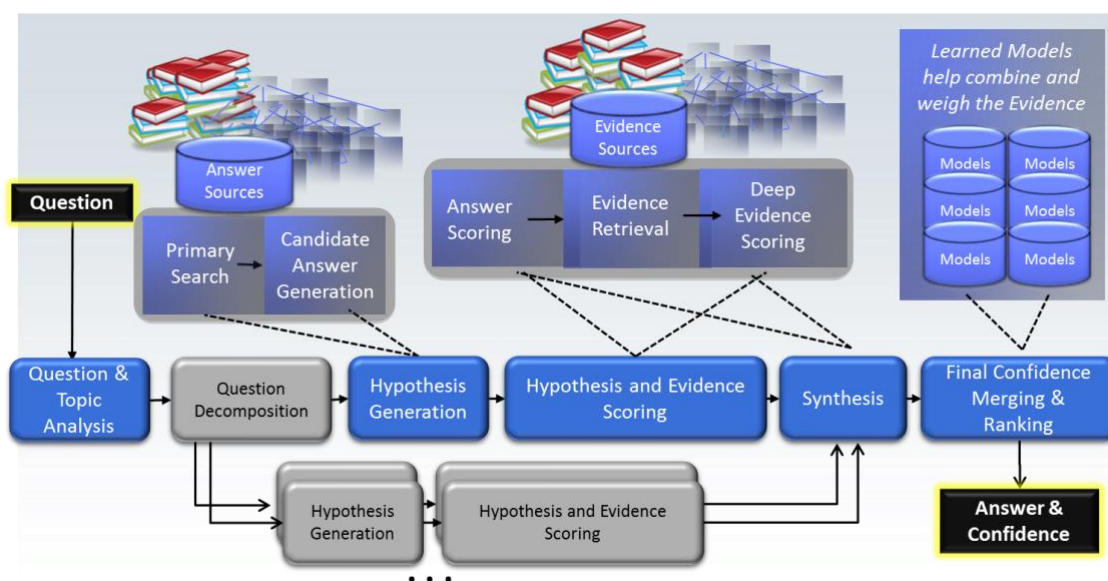 Learned Models
help combine and
weigh the Evidence
Answer
Sources
Evidence
Sources
Models
Models
Models
Models
Models
Models
Question
Primary
Search
Candidate
Answer
Generation
Answer
Scoring
Evidence
Retrieval
Deep
Evidence
Scoring
Question &
Topic
Analysis
Question
Decomposition
Hypothesis
Generation
Hypothesis and Evidence
Scoring
Synthesis
Final Confidence
Merging &
Ranking
Hypothesis
Generation
Hypothesis and Evidence
Scoring
Answer &
Confidence
...